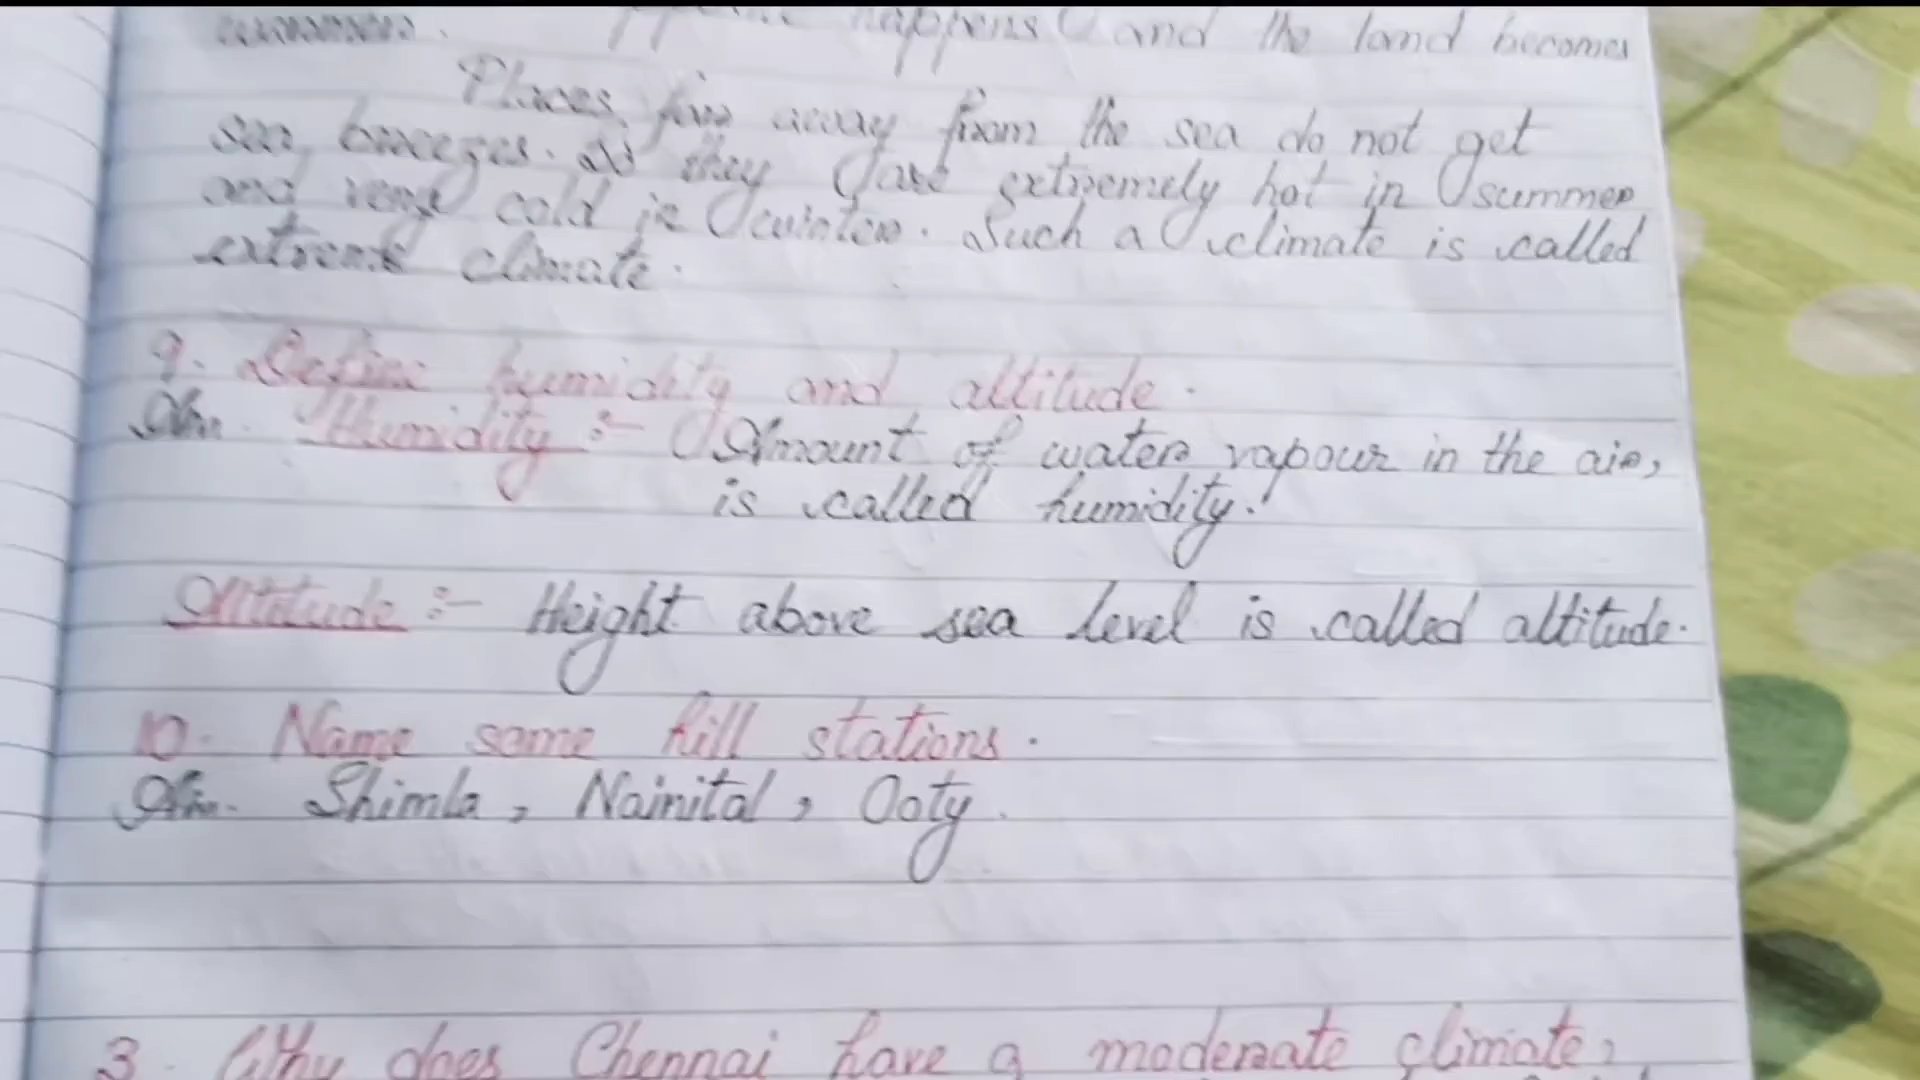 happens and the land becomes
Places far away from the sea do not get
sea breezes. So they are extremely hot in summer
and very cold in winter. Such a climate is called
extreme climate.
9. Define humidity and altitude.
Ans. Humidity :- Amount of water vapour in the air,
is called humidity.
Altitude :- Height above sea level is called altitude.
10. Name some hill stations.
Ans. Shimla, Nainital, Ooty.
3. Why does Chennai have a moderate climate?